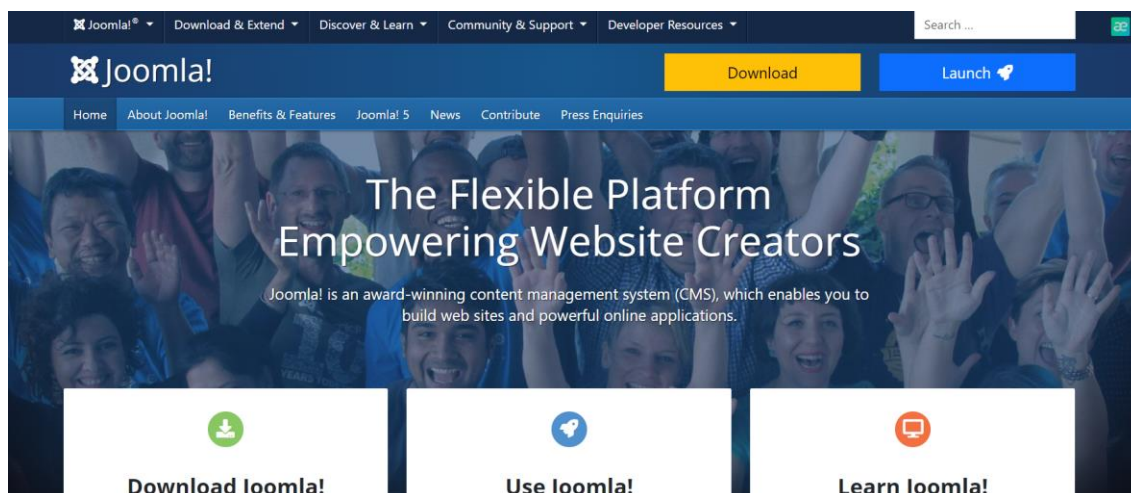 Joomla!® Download & Extend Discover & Learn Community & Support Developer Resources Search ...
æ
Joomla! Download Launch
Home About Joomla! Benefits & Features Joomla! 5 News Contribute Press Enquiries
The Flexible Platform
Empowering Website Creators
Joomla! is an award-winning content management system (CMS), which enables you to
build web sites and powerful online applications.
Download Joomla! Use Joomla! Learn Joomla!